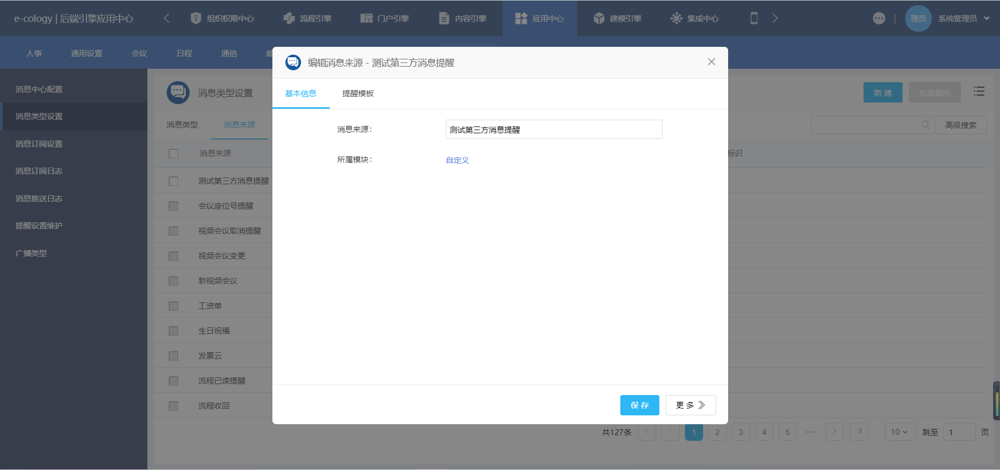 e-cology | 后端引擎应用中心
组织权限中心
流程引擎
门户引擎
内容引擎
应用中心
建模引擎
集成中心
理员
系统管理员
人事
通用设置
会议
日程
通信
邮
消息中心配置
消息类型设置
消息订阅设置
消息订阅日志
消息推送日志
提醒设置维护
广播类型
消息类型设置
新 建
批量删除
消息类型
消息来源
高级搜索
消息来源
标识
测试第三方消息提醒
会议座位号提醒
视频会议取消提醒
视频会议变更
新视频会议
工资单
生日祝福
发票云
流程已读提醒
流程收回
编辑消息来源 - 测试第三方消息提醒
基本信息
提醒模板
消息来源：
测试第三方消息提醒
所属模块：
自定义
保 存
更 多
共127条
1
2
3
4
5
•••
10
跳至
1
页